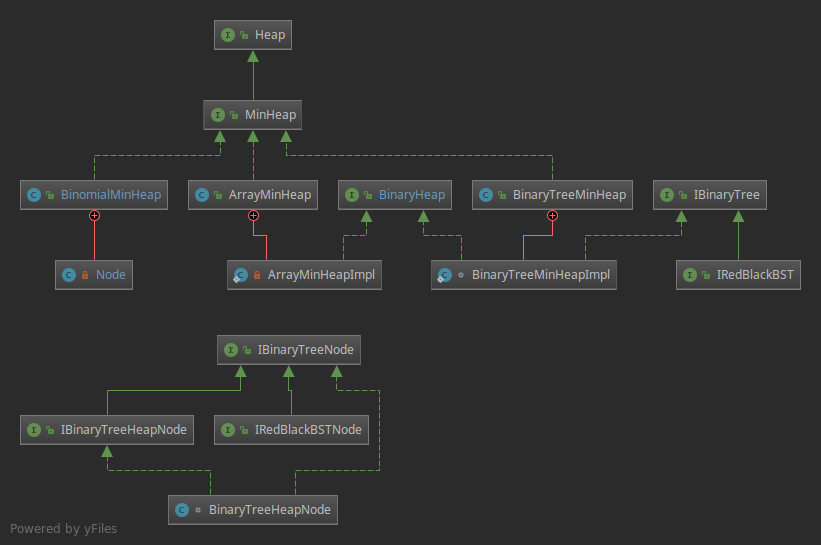 Heap
MinHeap
BinomialMinHeap
ArrayMinHeap
BinaryHeap
BinaryTreeMinHeap
IBinaryTree
Node
ArrayMinHeapImpl
BinaryTreeMinHeapImpl
IRedBlackBST
IBinaryTreeNode
IBinaryTreeHeapNode
IRedBlackBSTNode
BinaryTreeHeapNode
Powered by yFiles